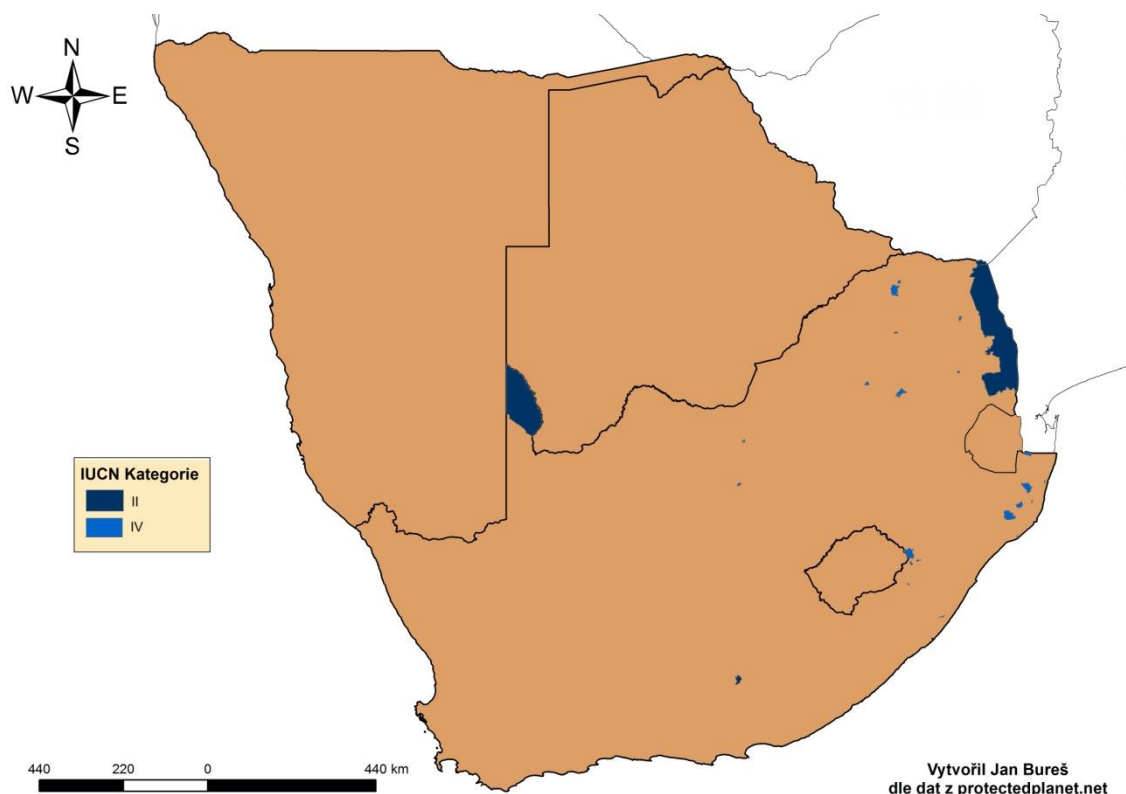 N
W E
S
IUCN Kategorie
II
IV
440 220 0 440 km
Vytvořil Jan Bureš
dle dat z protectedplanet.net